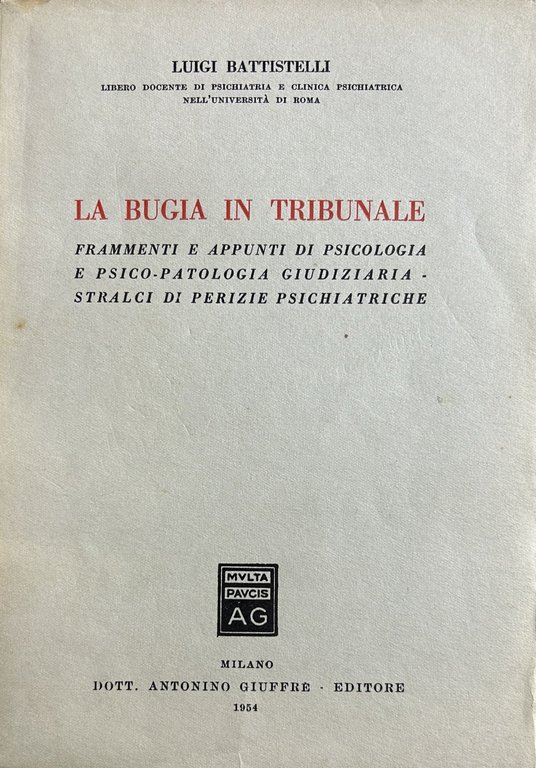 LUIGI BATTISTELLI
LIBERO DOCENTE DI PSICHIATRIA E CLINICA PSICHIATRICA
NELL'UNIVERSITÀ DI ROMA
LA BUGIA IN TRIBUNALE
FRAMMENTI E APPUNTI DI PSICOLOGIA
E PSICO-PATOLOGIA GIUDIZIARIA -
STRALCI DI PERIZIE PSICHIATRICHE
MVLTA
PAVCIS
AG
MILANO
DOTT. ANTONINO GIUFFRÈ - EDITORE
1954